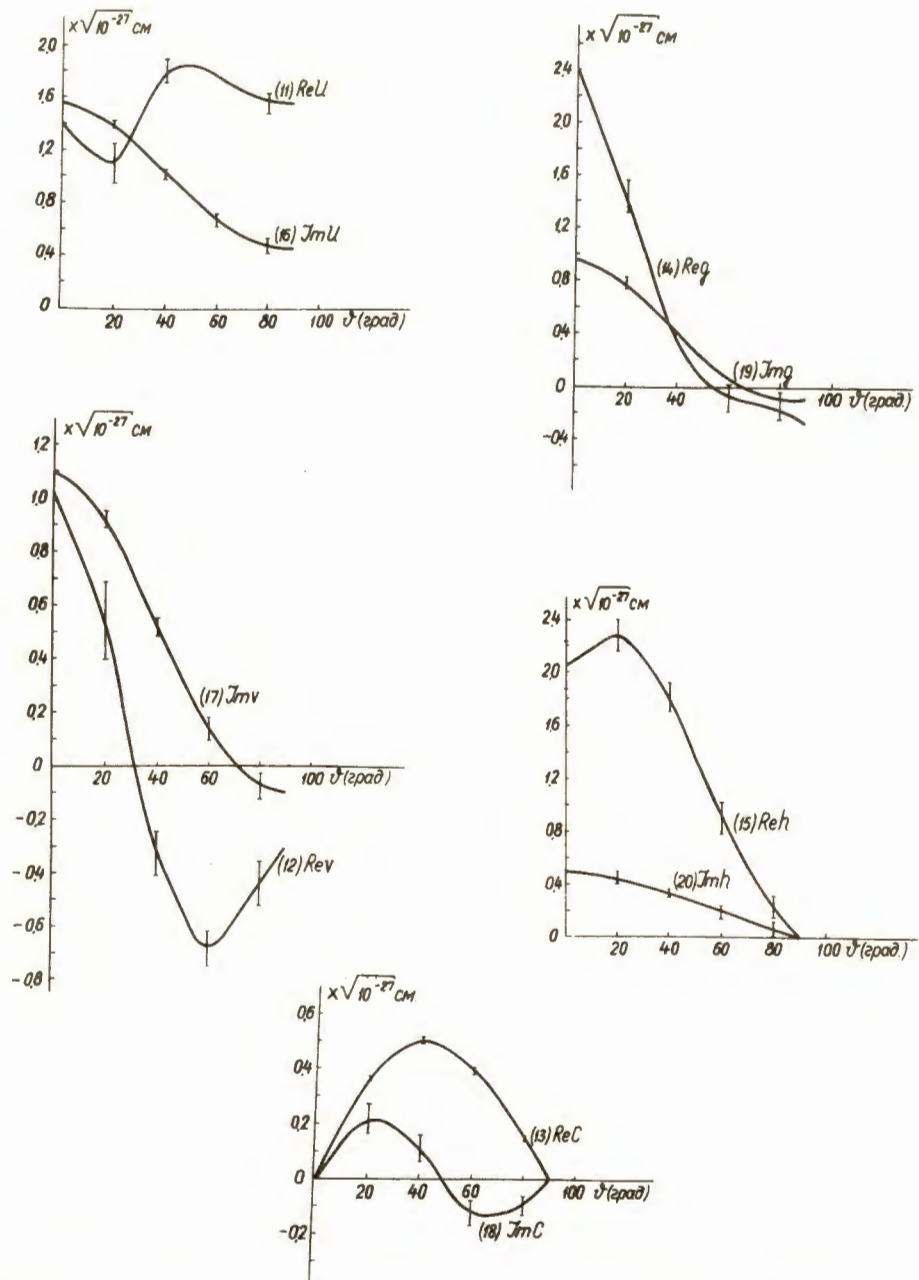 ×√10⁻²⁷ см
2,0
1,6
1,2
0,8
0,4
0
20 40 60 80 100 ϑ(град)
(11) ReU
(16) JmU
×√10⁻²⁷ см
2,4
2,0
1,6
1,2
0,8
0,4
0
-0,4
20 40 80 100 ϑ(град.)
(14) Reg
(19) Jmg
×√10⁻²⁷ см
1,2
1,0
0,8
0,6
0,4
0,2
0
-0,2
-0,4
-0,6
-0,8
20 40 60 80 100 ϑ(град)
(17) Jmv
(12) Rev
×√10⁻²⁷ см
2,4
2,0
1,6
1,2
0,8
0,4
0
20 40 60 80 100 ϑ(град.)
(15) Reh
(20) Jmh
×√10⁻²⁷ см
0,6
0,4
0,2
0
-0,2
20 40 60 80 100 ϑ(град)
(13) ReC
(18) JmC